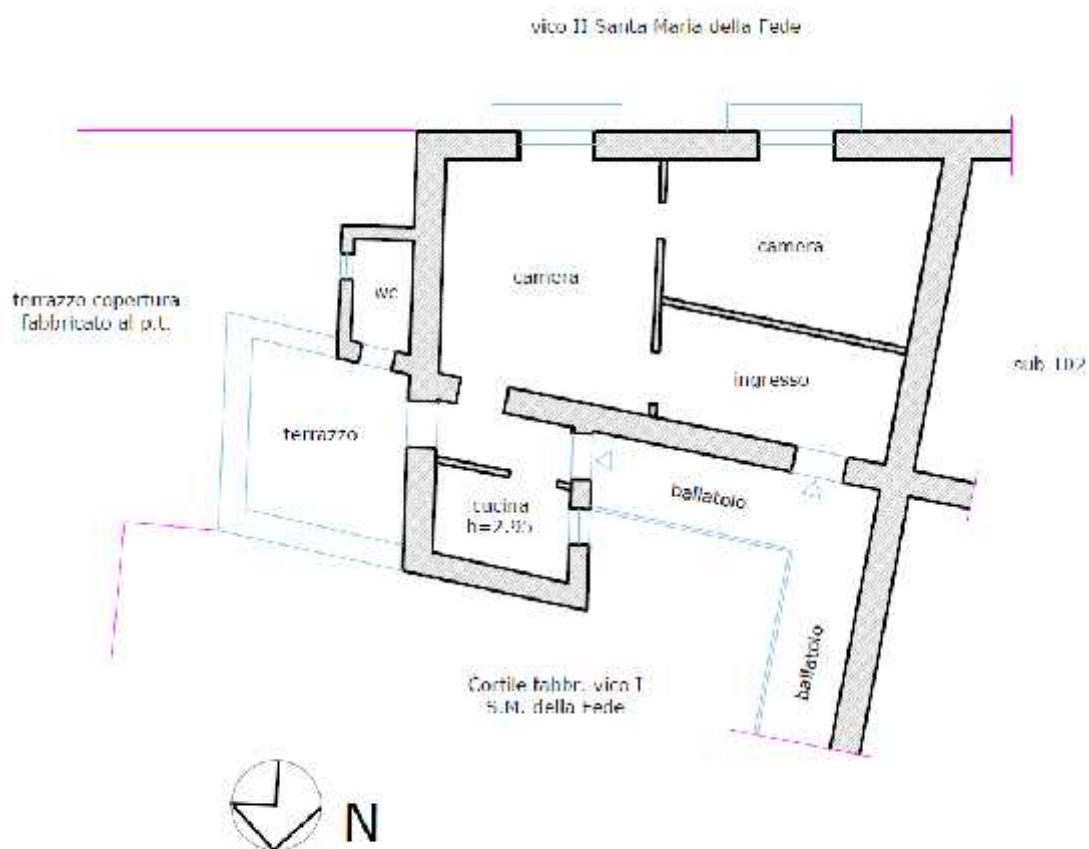 vico II Santa Maria della Fede
camera
camera
wc
terrazzo copertura
fabbricato al p.t.
sub 102
ingresso
terrazzo
ballatoio
cucina
h=2.95
ballatoio
Cortile fabbr. vico I
S.M. della Fede
N